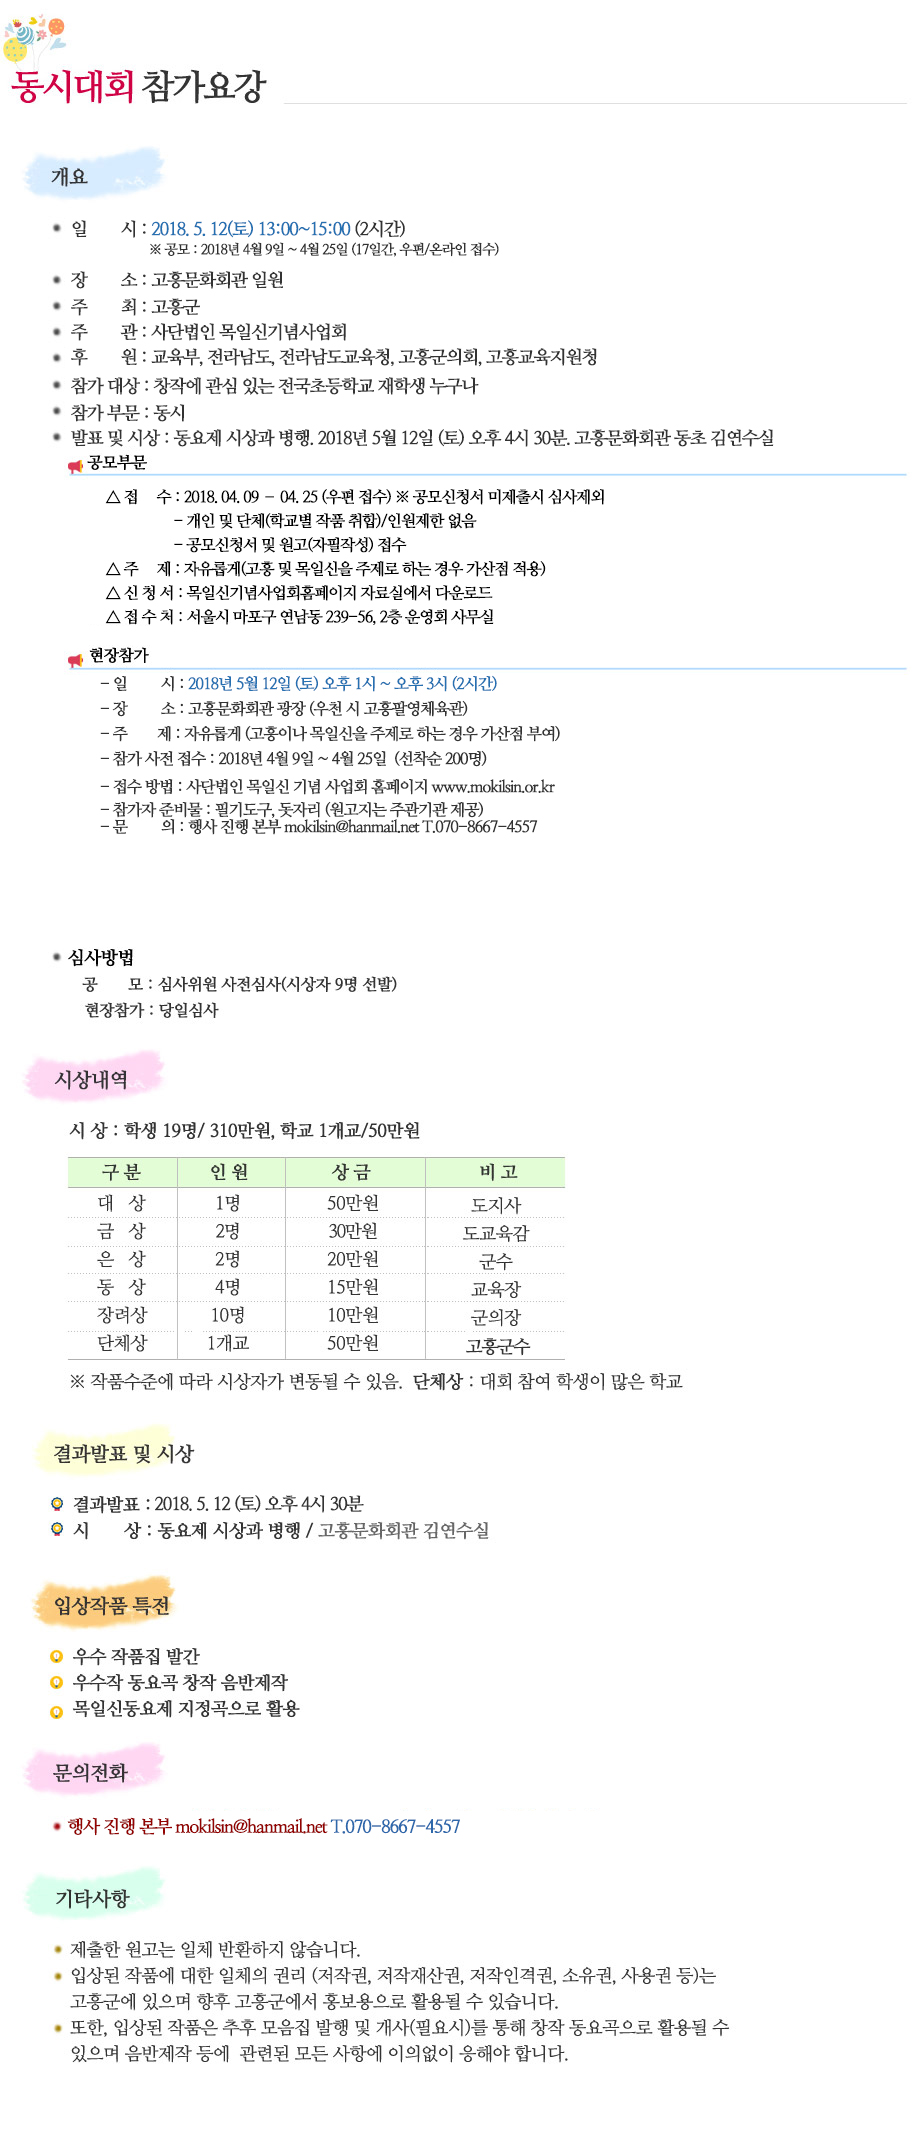 동시대회 참가요강
개요
일 시 : 2018. 5. 12(토) 13:00~15:00 (2시간)
※ 공모 : 2018년 4월 9일 ~ 4월 25일 (17일간, 우편/온라인 접수)
장 소 : 고흥문화회관 일원
주 최 : 고흥군
주 관 : 사단법인 목일신기념사업회
후 원 : 교육부, 전라남도, 전라남도교육청, 고흥군의회, 고흥교육지원청
참가 대상 : 창작에 관심 있는 전국초등학교 재학생 누구나
참가 부문 : 동시
발표 및 시상 : 동요제 시상과 병행. 2018년 5월 12일 (토) 오후 4시 30분. 고흥문화회관 동초 김연수실
공모부문
△ 접 수 : 2018. 04. 09 - 04. 25 (우편 접수) ※ 공모신청서 미제출시 심사제외
- 개인 및 단체(학교별 작품 취합)/인원제한 없음
- 공모신청서 및 원고(자필작성) 접수
△ 주 제 : 자유롭게(고흥 및 목일신을 주제로 하는 경우 가산점 적용)
△ 신 청 서 : 목일신기념사업회홈페이지 자료실에서 다운로드
△ 접 수 처 : 서울시 마포구 연남동 239-56, 2층 운영회 사무실
현장참가
- 일 시 : 2018년 5월 12일 (토) 오후 1시 ~ 오후 3시 (2시간)
- 장 소 : 고흥문화회관 광장 (우천 시 고흥팔영체육관)
- 주 제 : 자유롭게 (고흥이나 목일신을 주제로 하는 경우 가산점 부여)
- 참가 사전 접수 : 2018년 4월 9일 ~ 4월 25일 (선착순 200명)
- 접수 방법 : 사단법인 목일신 기념 사업회 홈페이지 www.mokilsin.or.kr
- 참가자 준비물 : 필기도구, 돗자리 (원고지는 주관기관 제공)
- 문 의 : 행사 진행 본부 mokilsin@hanmail.net T.070-8667-4557
심사방법
공 모 : 심사위원 사전심사(시상자 9명 선발)
현장참가 : 당일심사
시상내역
시 상 : 학생 19명/ 310만원, 학교 1개교/50만원
구 분 인 원 상 금 비 고
대 상 1명 50만원 도지사
금 상 2명 30만원 도교육감
은 상 2명 20만원 군수
동 상 4명 15만원 교육장
장려상 10명 10만원 군의장
단체상 1개교 50만원 고흥군수
※ 작품수준에 따라 시상자가 변동될 수 있음. 단체상 : 대회 참여 학생이 많은 학교
결과발표 및 시상
결과발표 : 2018. 5. 12 (토) 오후 4시 30분
시 상 : 동요제 시상과 병행 / 고흥문화회관 김연수실
입상작품 특전
우수 작품집 발간
우수작 동요곡 창작 음반제작
목일신동요제 지정곡으로 활용
문의전화
행사 진행 본부 mokilsin@hanmail.net T.070-8667-4557
기타사항
제출한 원고는 일체 반환하지 않습니다.
입상된 작품에 대한 일체의 권리 (저작권, 저작재산권, 저작인격권, 소유권, 사용권 등)는
고흥군에 있으며 향후 고흥군에서 홍보용으로 활용될 수 있습니다.
또한, 입상된 작품은 추후 모음집 발행 및 개사(필요시)를 통해 창작 동요곡으로 활용될 수
있으며 음반제작 등에 관련된 모든 사항에 이의없이 응해야 합니다.